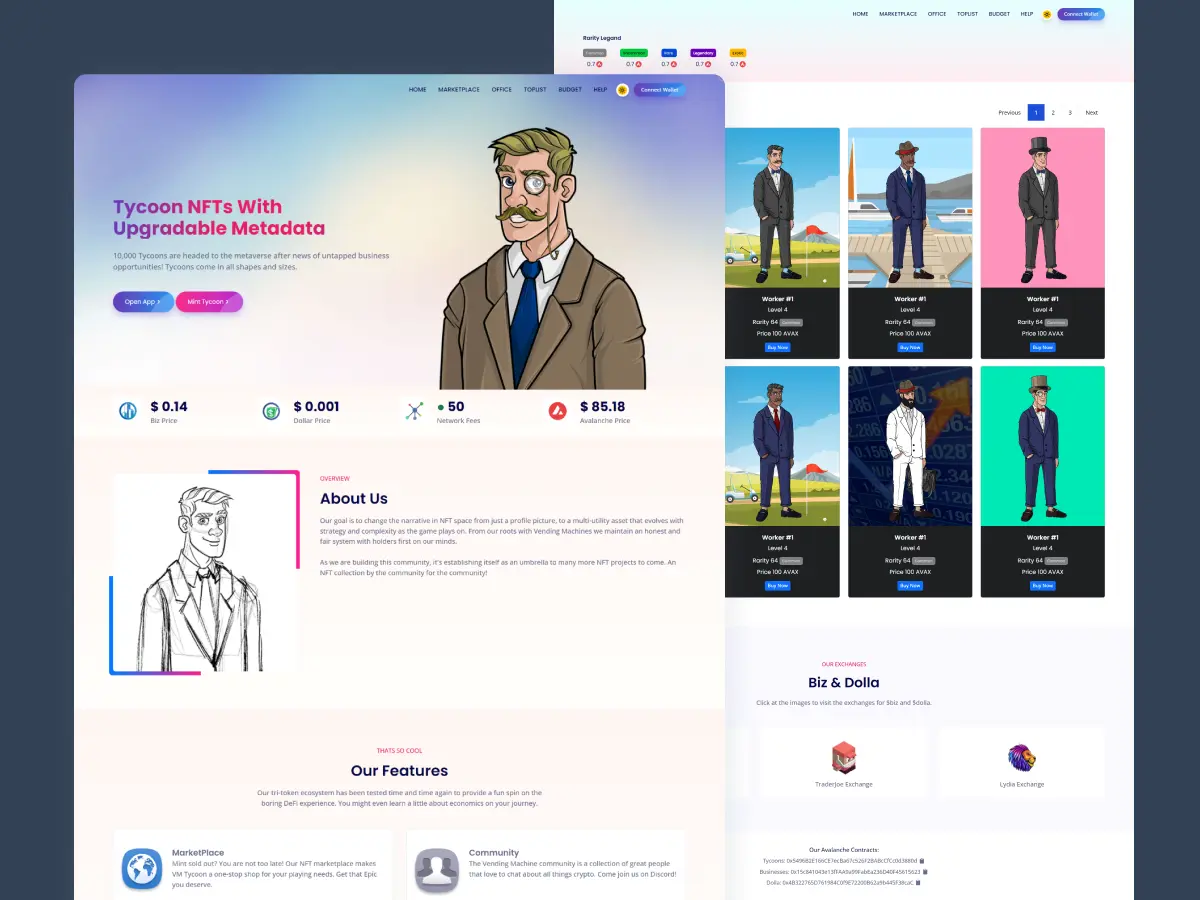 HOME MARKETPLACE OFFICE TOPLIST BUDGET HELP Connect Wallet
Rarity Legand
Legendary
0.7 0.7 0.7 0.7 0.7
HOME MARKETPLACE OFFICE TOPLIST BUDGET HELP Connect Wallet
Tycoon NFTs With
Upgradable Metadata
10,000 Tycoons are headed to the metaverse after news of untapped business
opportunities! Tycoons come in all shapes and sizes.
Open App > Mint Tycoon >
$ 0.14
Biz Price
$ 0.001
Dollar Price
50
Network Fees
$ 85.18
Avalanche Price
OVERVIEW
About Us
Our goal is to change the narrative in NFT space from just a profile picture, to a multi-utility asset that evolves with
strategy and complexity as the game plays on. From our roots with Vending Machines we maintain an honest and
fair system with holders first on our minds.
As we are building this community, it's establishing itself as an umbrella to many more NFT projects to come. An
NFT collection by the community for the community!
THATS SO COOL
Our Features
Our tri-token ecosystem has been tested time and time again to provide a fun spin on the
boring DeFi experience. You might even learn a little about economics on your journey.
MarketPlace
Mint sold out? You are not too late! Our NFT marketplace makes
VM Tycoon a one-stop shop for your playing needs. Get that Epic
you deserve.
Community
The Vending Machine community is a collection of great people
that love to chat about all things crypto. Come join us on Discord!
Previous 1 2 3 Next
Worker #1
Level 4
Rarity 64 Common
Price 100 AVAX
Buy Now
Worker #1
Level 4
Rarity 64 Common
Price 100 AVAX
Buy Now
Worker #1
Level 4
Rarity 64 Common
Price 100 AVAX
Buy Now
Worker #1
Level 4
Rarity 64 Common
Price 100 AVAX
Buy Now
Worker #1
Level 4
Rarity 64 Common
Price 100 AVAX
Buy Now
Worker #1
Level 4
Rarity 64 Common
Price 100 AVAX
Buy Now
OUR EXCHANGES
Biz & Dolla
Click at the images to visit the exchanges for $biz and $dolla.
Traderjoe Exchange
Lydia Exchange
Our Avalanche Contracts:
Tycoons:
Businesses:
Dolla: